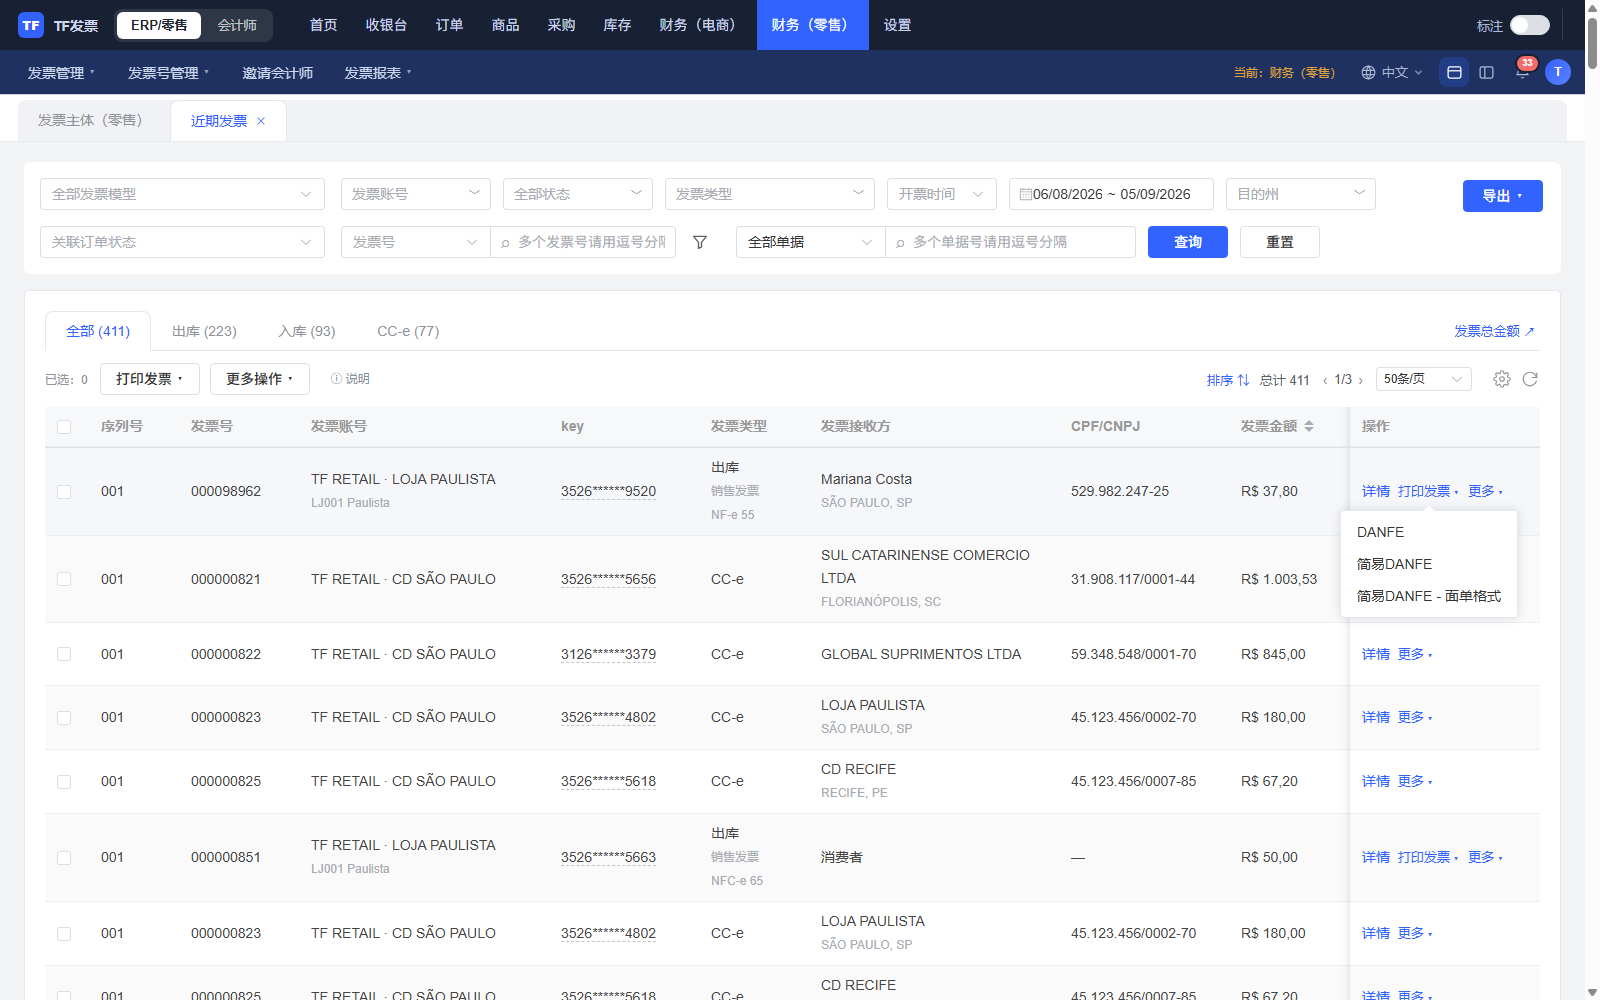 TF TF发票 ERP/零售 会计师 首页 收银台 订单 商品 采购 库存 财务（电商） 财务（零售） 设置 标注
发票管理 发票号管理 邀请会计师 发票报表 当前：财务（零售） 中文 33 T
发票主体（零售） 近期发票 ×
全部发票模型 发票账号 全部状态 发票类型 开票时间 06/08/2026 ~ 05/09/2026 目的州 导出
关联订单状态 发票号 多个发票号请用逗号分隔 全部单据 多个单据号请用逗号分隔 查询 重置
全部 (411) 出库 (223) 入库 (93) CC-e (77) 发票总金额 ↗
已选：0 打印发票 更多操作 说明 排序 总计 411 ‹ 1/3 › 50条/页
序列号 发票号 发票账号 key 发票类型 发票接收方 CPF/CNPJ 发票金额 操作
001 000098962 TF RETAIL · LOJA PAULISTA 3526******9520 出库 Mariana Costa 529.982.247-25 R$ 37,80 详情 打印发票 更多
LJ001 Paulista 销售发票 SÃO PAULO, SP
NF-e 55
DANFE
简易DANFE
简易DANFE - 面单格式
001 000000821 TF RETAIL · CD SÃO PAULO 3526******5656 CC-e SUL CATARINENSE COMERCIO 31.908.117/0001-44 R$ 1.003,53
LTDA
FLORIANÓPOLIS, SC
001 000000822 TF RETAIL · CD SÃO PAULO 3126******3379 CC-e GLOBAL SUPRIMENTOS LTDA 59.348.548/0001-70 R$ 845,00 详情 更多
001 000000823 TF RETAIL · CD SÃO PAULO 3526******4802 CC-e LOJA PAULISTA 45.123.456/0002-70 R$ 180,00 详情 更多
SÃO PAULO, SP
001 000000825 TF RETAIL · CD SÃO PAULO 3526******5618 CC-e CD RECIFE 45.123.456/0007-85 R$ 67,20 详情 更多
RECIFE, PE
001 000000851 TF RETAIL · LOJA PAULISTA 3526******5663 出库 消费者 — R$ 50,00 详情 打印发票 更多
LJ001 Paulista 销售发票
NFC-e 65
001 000000823 TF RETAIL · CD SÃO PAULO 3526******4802 CC-e LOJA PAULISTA 45.123.456/0002-70 R$ 180,00 详情 更多
SÃO PAULO, SP
001 000000825 TF RETAIL · CD SÃO PAULO 3526******5618 CC-e CD RECIFE 45.123.456/0007-85 R$ 67,20 详情 更多